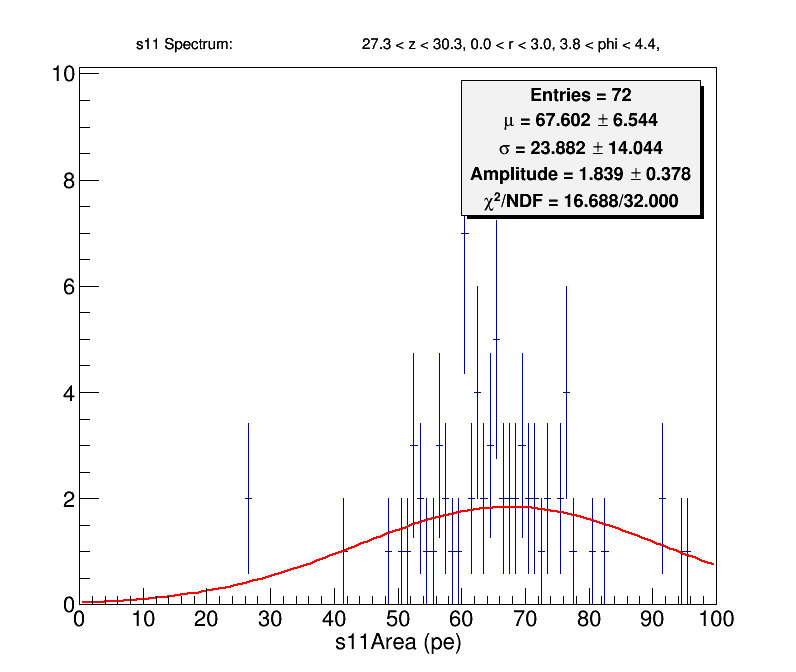 s11 Spectrum: 27.3 < z < 30.3, 0.0 < r < 3.0, 3.8 < phi < 4.4,
Entries = 72
μ = 67.602 ± 6.544
σ = 23.882 ± 14.044
Amplitude = 1.839 ± 0.378
χ²/NDF = 16.688/32.000
10
8
6
4
2
0
0 10 20 30 40 50 60 70 80 90 100
s11Area (pe)